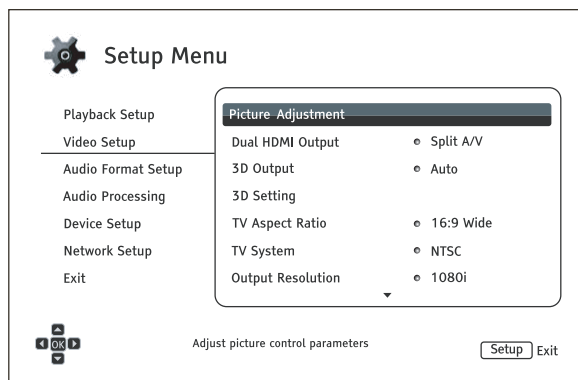 Setup Menu
Playback Setup
Video Setup
Audio Format Setup
Audio Processing
Device Setup
Network Setup
Exit
Picture Adjustment
Dual HDMI Output Split A/V
3D Output Auto
3D Setting
TV Aspect Ratio 16:9 Wide
TV System NTSC
Output Resolution 1080i
OK
Adjust picture control parameters
Setup Exit